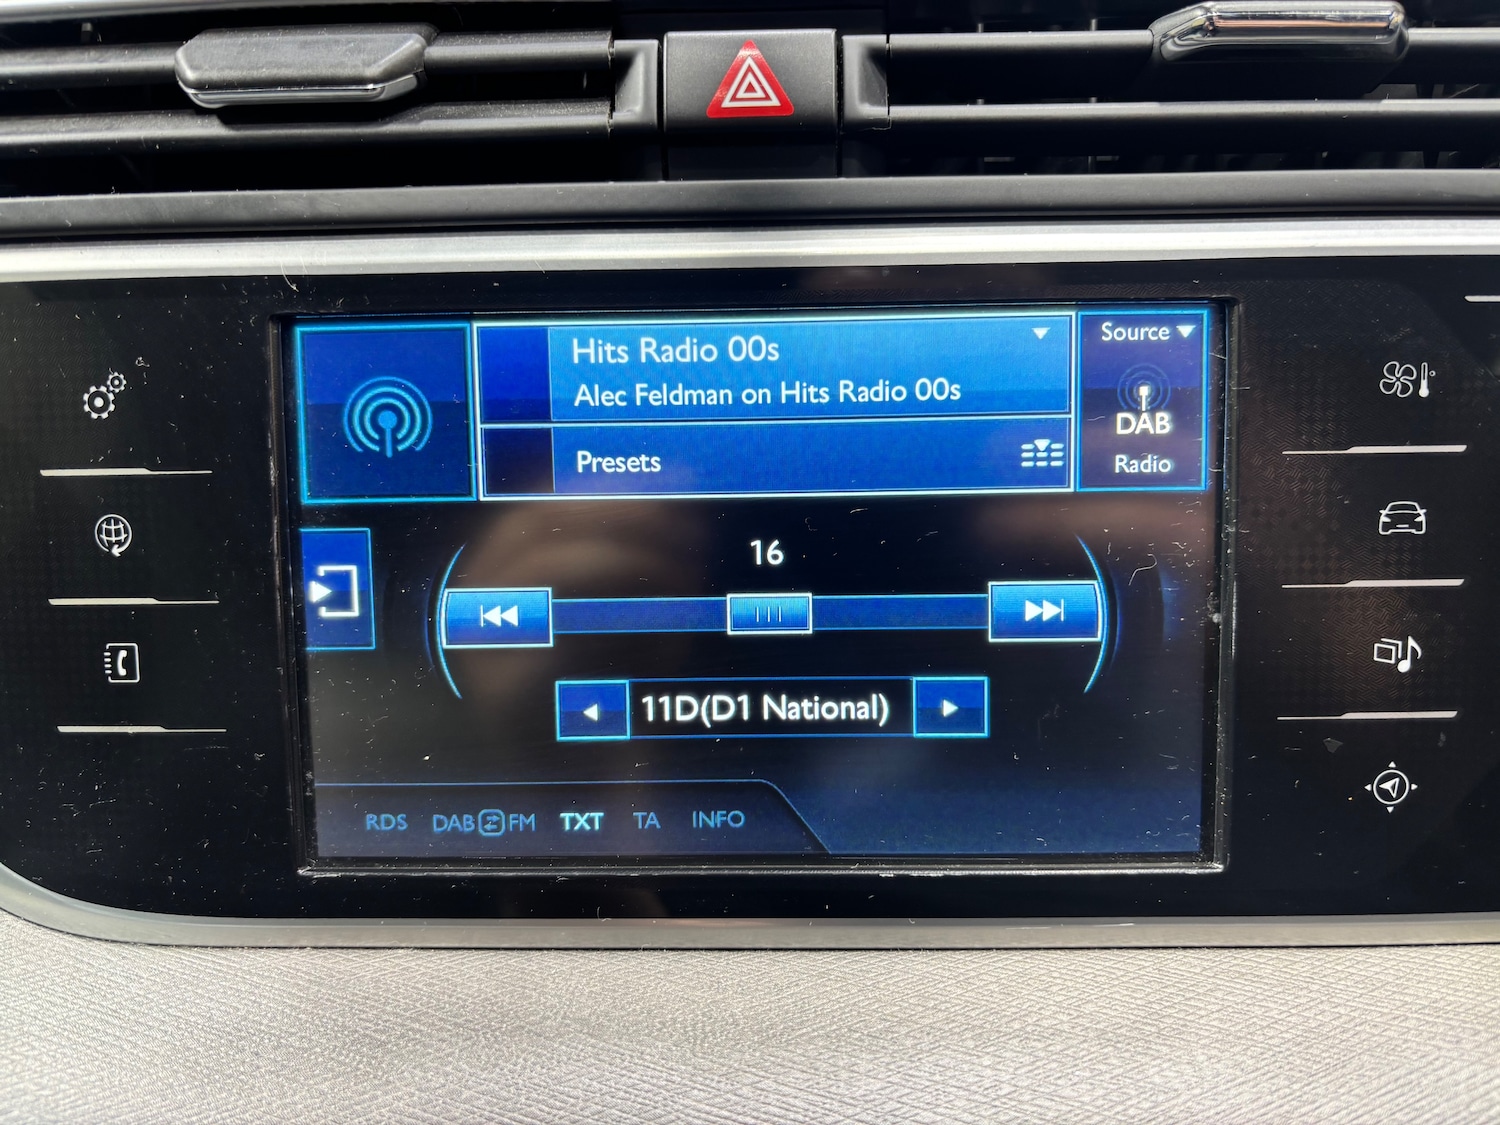 Hits Radio 00s
Alec Feldman on Hits Radio 00s
Presets
Source
DAB
Radio
16
11D(D1 National)
RDS DAB FM TXT TA INFO